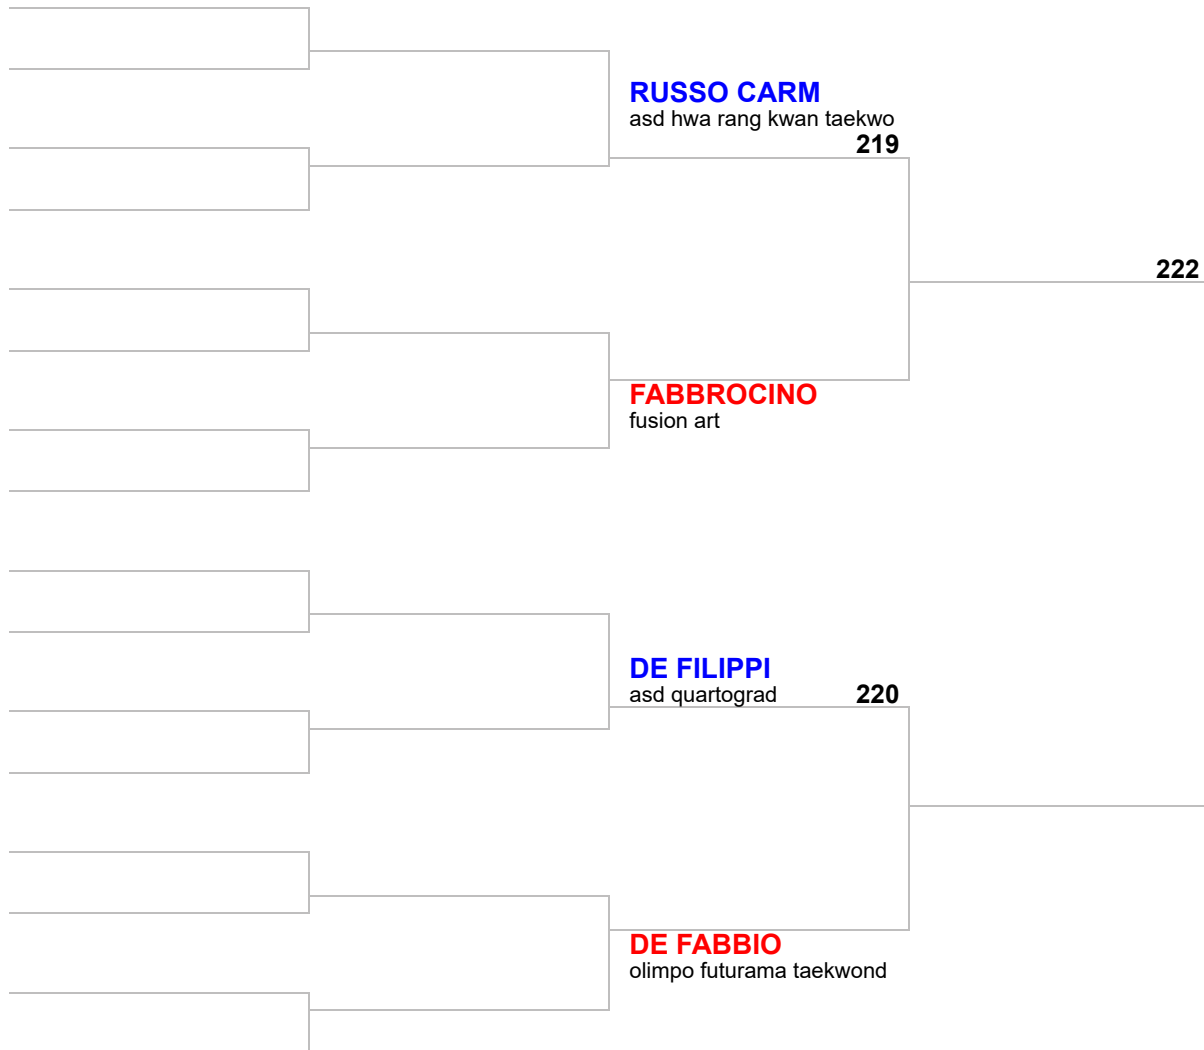 RUSSO CARM
asd hwa rang kwan taekwo
219
222
FABBROCINO
fusion art
DE FILIPPI
asd quartograd
220
DE FABBIO
olimpo futurama taekwond